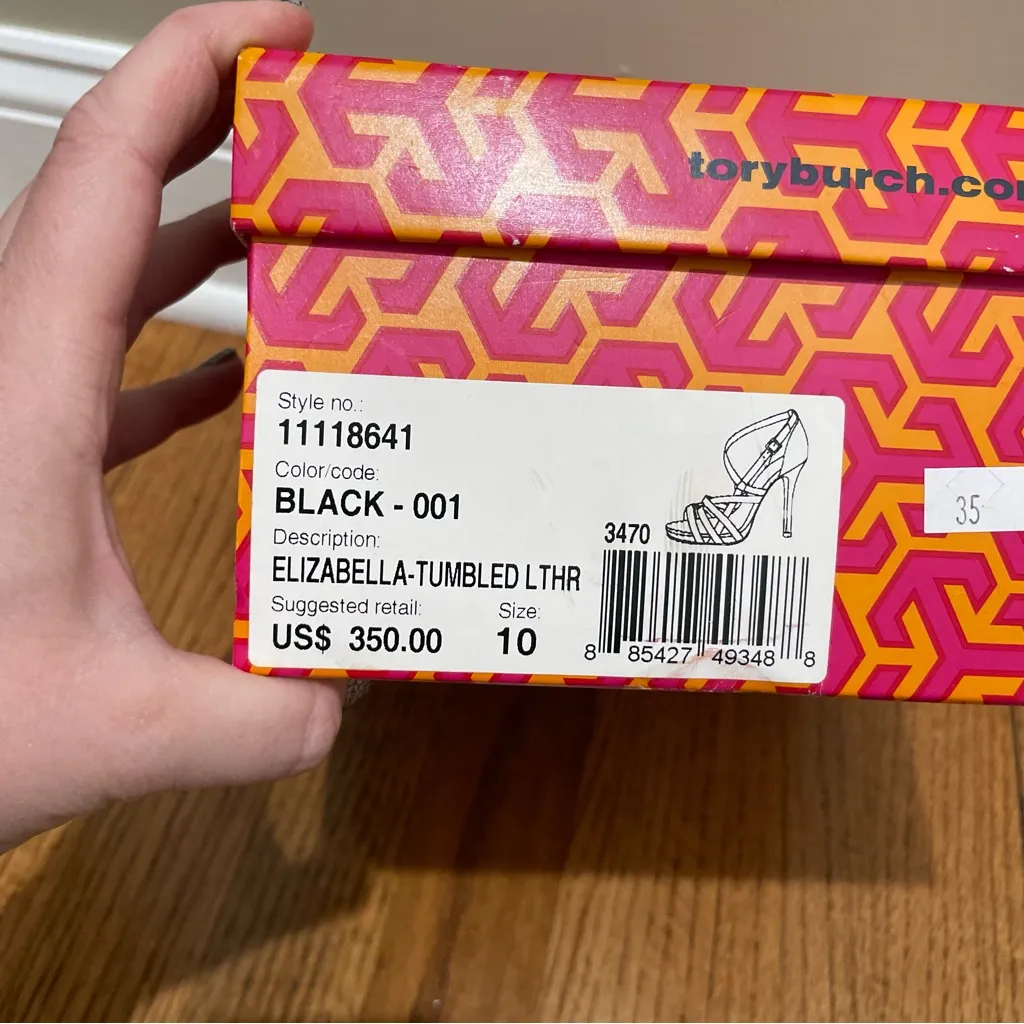 toryburch.co
Style no.:
11118641
Color/code:
BLACK - 001
Description:
ELIZABELLA-TUMBLED LTHR
Suggested retail:
US$ 350.00
Size:
10
3470
8 85427 49348 8
35